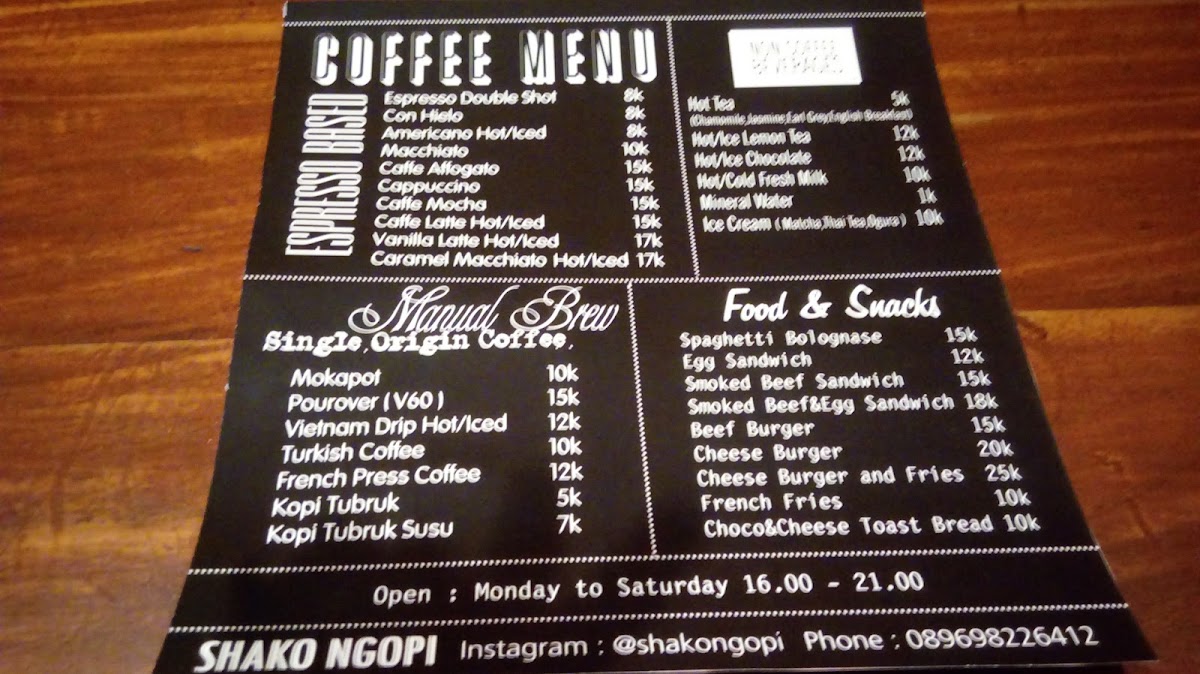 COFFEE MENU
ESPRESSO BASED
Espresso Double Shot 8k
Con Hielo 8k
Americano Hot/Iced 8k
Macchiato 10k
Caffe Affogato 15k
Cappuccino 15k
Caffe Mocha 15k
Caffe Latte Hot/Iced 15k
Vanilla Latte Hot/Iced 17k
Caramel Macchiato Hot/Iced 17k
NON COFFEE
BEVERAGES
Hot Tea 5k
(Chamomile,Jasmine,Earl Grey,English Breakfast)
Hot/Ice Lemon Tea 12k
Hot/Ice Chocolate 12k
Hot/Cold Fresh Milk 10k
Mineral Water 1k
Ice Cream ( Matcha,Thai Tea,Ogura ) 10k
Manual Brew
Single,Origin Coffee,
Mokapot 10k
Pourover ( V60 ) 15k
Vietnam Drip Hot/Iced 12k
Turkish Coffee 10k
French Press Coffee 12k
Kopi Tubruk 5k
Kopi Tubruk Susu 7k
Food & Snacks
Spaghetti Bolognase 15k
Egg Sandwich 12k
Smoked Beef Sandwich 15k
Smoked Beef&Egg Sandwich 18k
Beef Burger 15k
Cheese Burger 20k
Cheese Burger and Fries 25k
French Fries 10k
Choco&Cheese Toast Bread 10k
Open : Monday to Saturday 16.00 - 21.00
SHAKO NGOPI Instagram : @shakongopi Phone : 089698226412